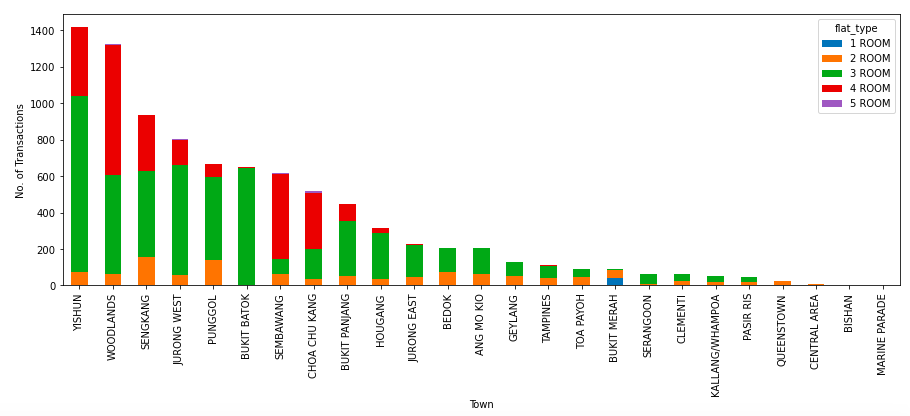 flat_type
1 ROOM
2 ROOM
3 ROOM
4 ROOM
5 ROOM
No. of Transactions
1400
1200
1000
800
600
400
200
0
YISHUN
WOODLANDS
SENGKANG
JURONG WEST
PUNGGOL
BUKIT BATOK
SEMBAWANG
CHOA CHU KANG
BUKIT PANJANG
HOUGANG
JURONG EAST
BEDOK
ANG MO KIO
GEYLANG
TAMPINES
TOA PAYOH
BUKIT MERAH
SERANGOON
CLEMENTI
KALLANG/WHAMPOA
PASIR RIS
QUEENSTOWN
CENTRAL AREA
BISHAN
MARINE PARADE
Town